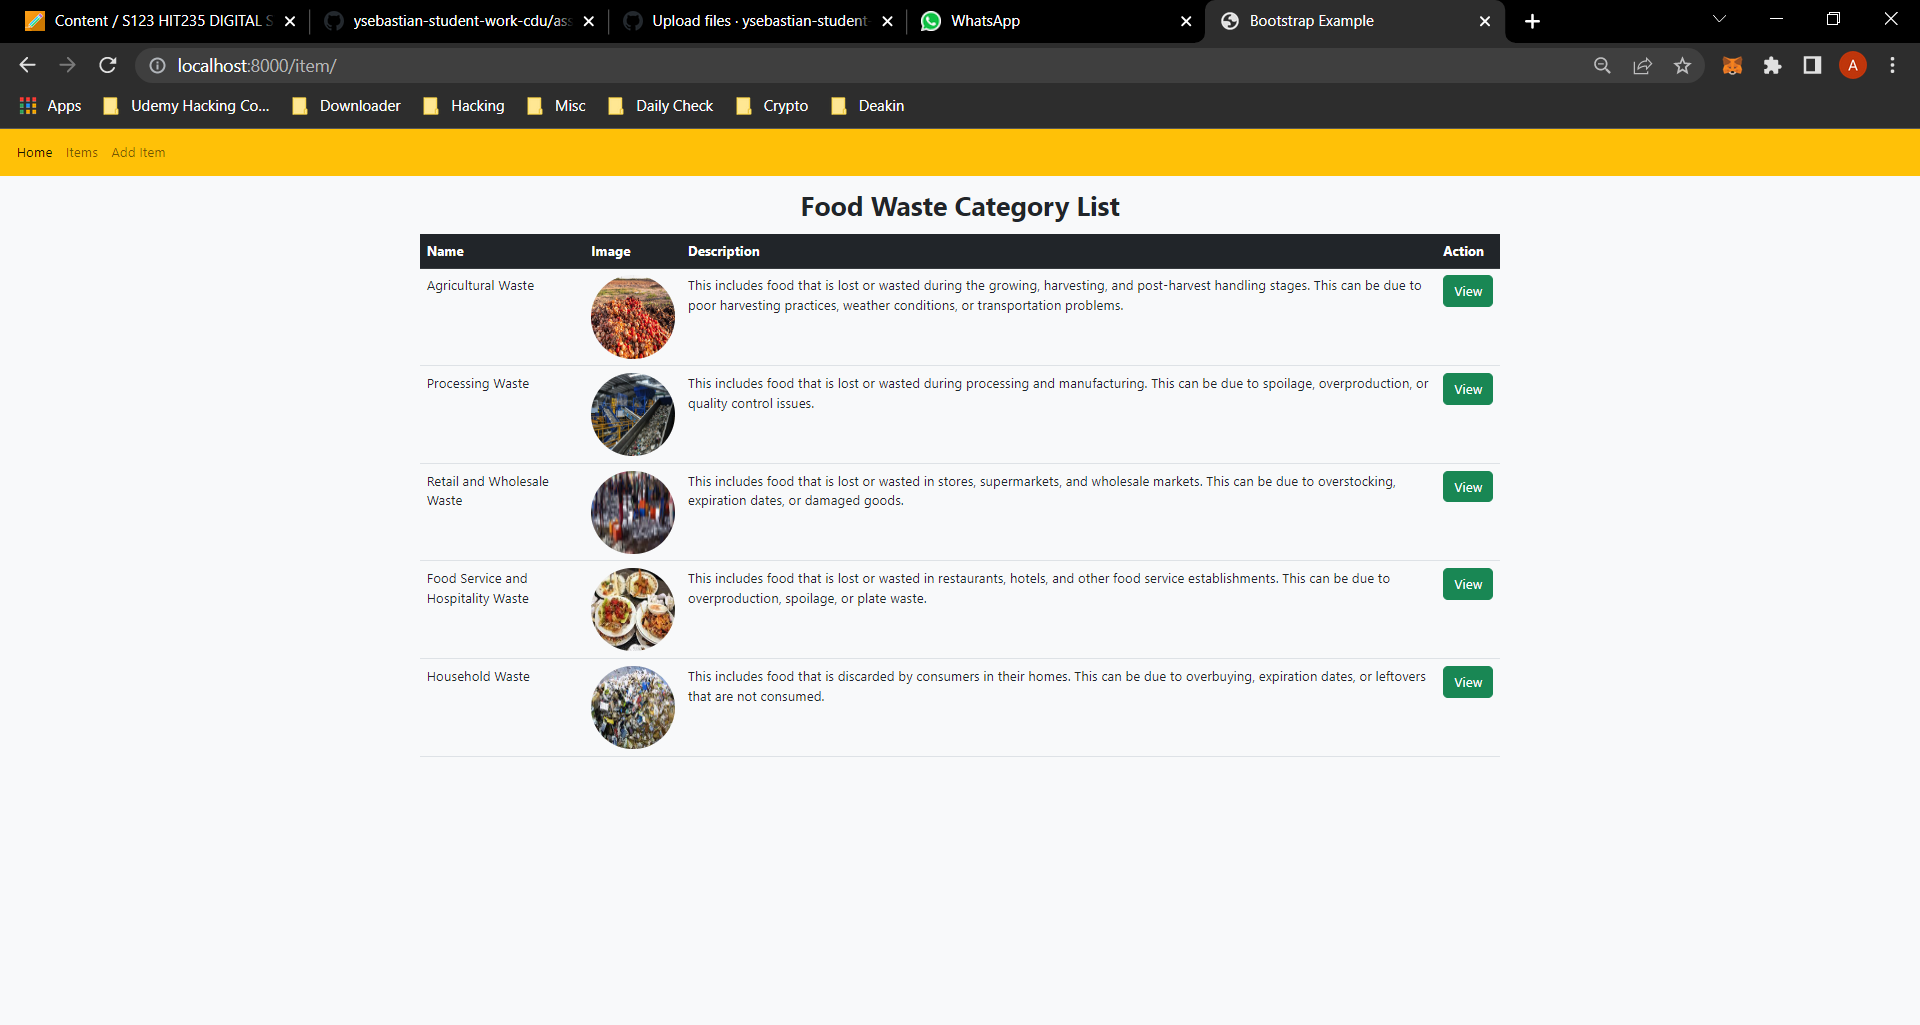 Content / S123 HIT235 DIGITAL S
ysebastian-student-work-cdu/ass
Upload files · ysebastian-student-
WhatsApp
Bootstrap Example
localhost:8000/item/
A
Apps
Udemy Hacking Co...
Downloader
Hacking
Misc
Daily Check
Crypto
Deakin
Home Items Add Item
Food Waste Category List
Name Image Description Action
Agricultural Waste
This includes food that is lost or wasted during the growing, harvesting, and post-harvest handling stages. This can be due to
poor harvesting practices, weather conditions, or transportation problems.
View
Processing Waste
This includes food that is lost or wasted during processing and manufacturing. This can be due to spoilage, overproduction, or
quality control issues.
View
Retail and Wholesale
Waste
This includes food that is lost or wasted in stores, supermarkets, and wholesale markets. This can be due to overstocking,
expiration dates, or damaged goods.
View
Food Service and
Hospitality Waste
This includes food that is lost or wasted in restaurants, hotels, and other food service establishments. This can be due to
overproduction, spoilage, or plate waste.
View
Household Waste
This includes food that is discarded by consumers in their homes. This can be due to overbuying, expiration dates, or leftovers
that are not consumed.
View